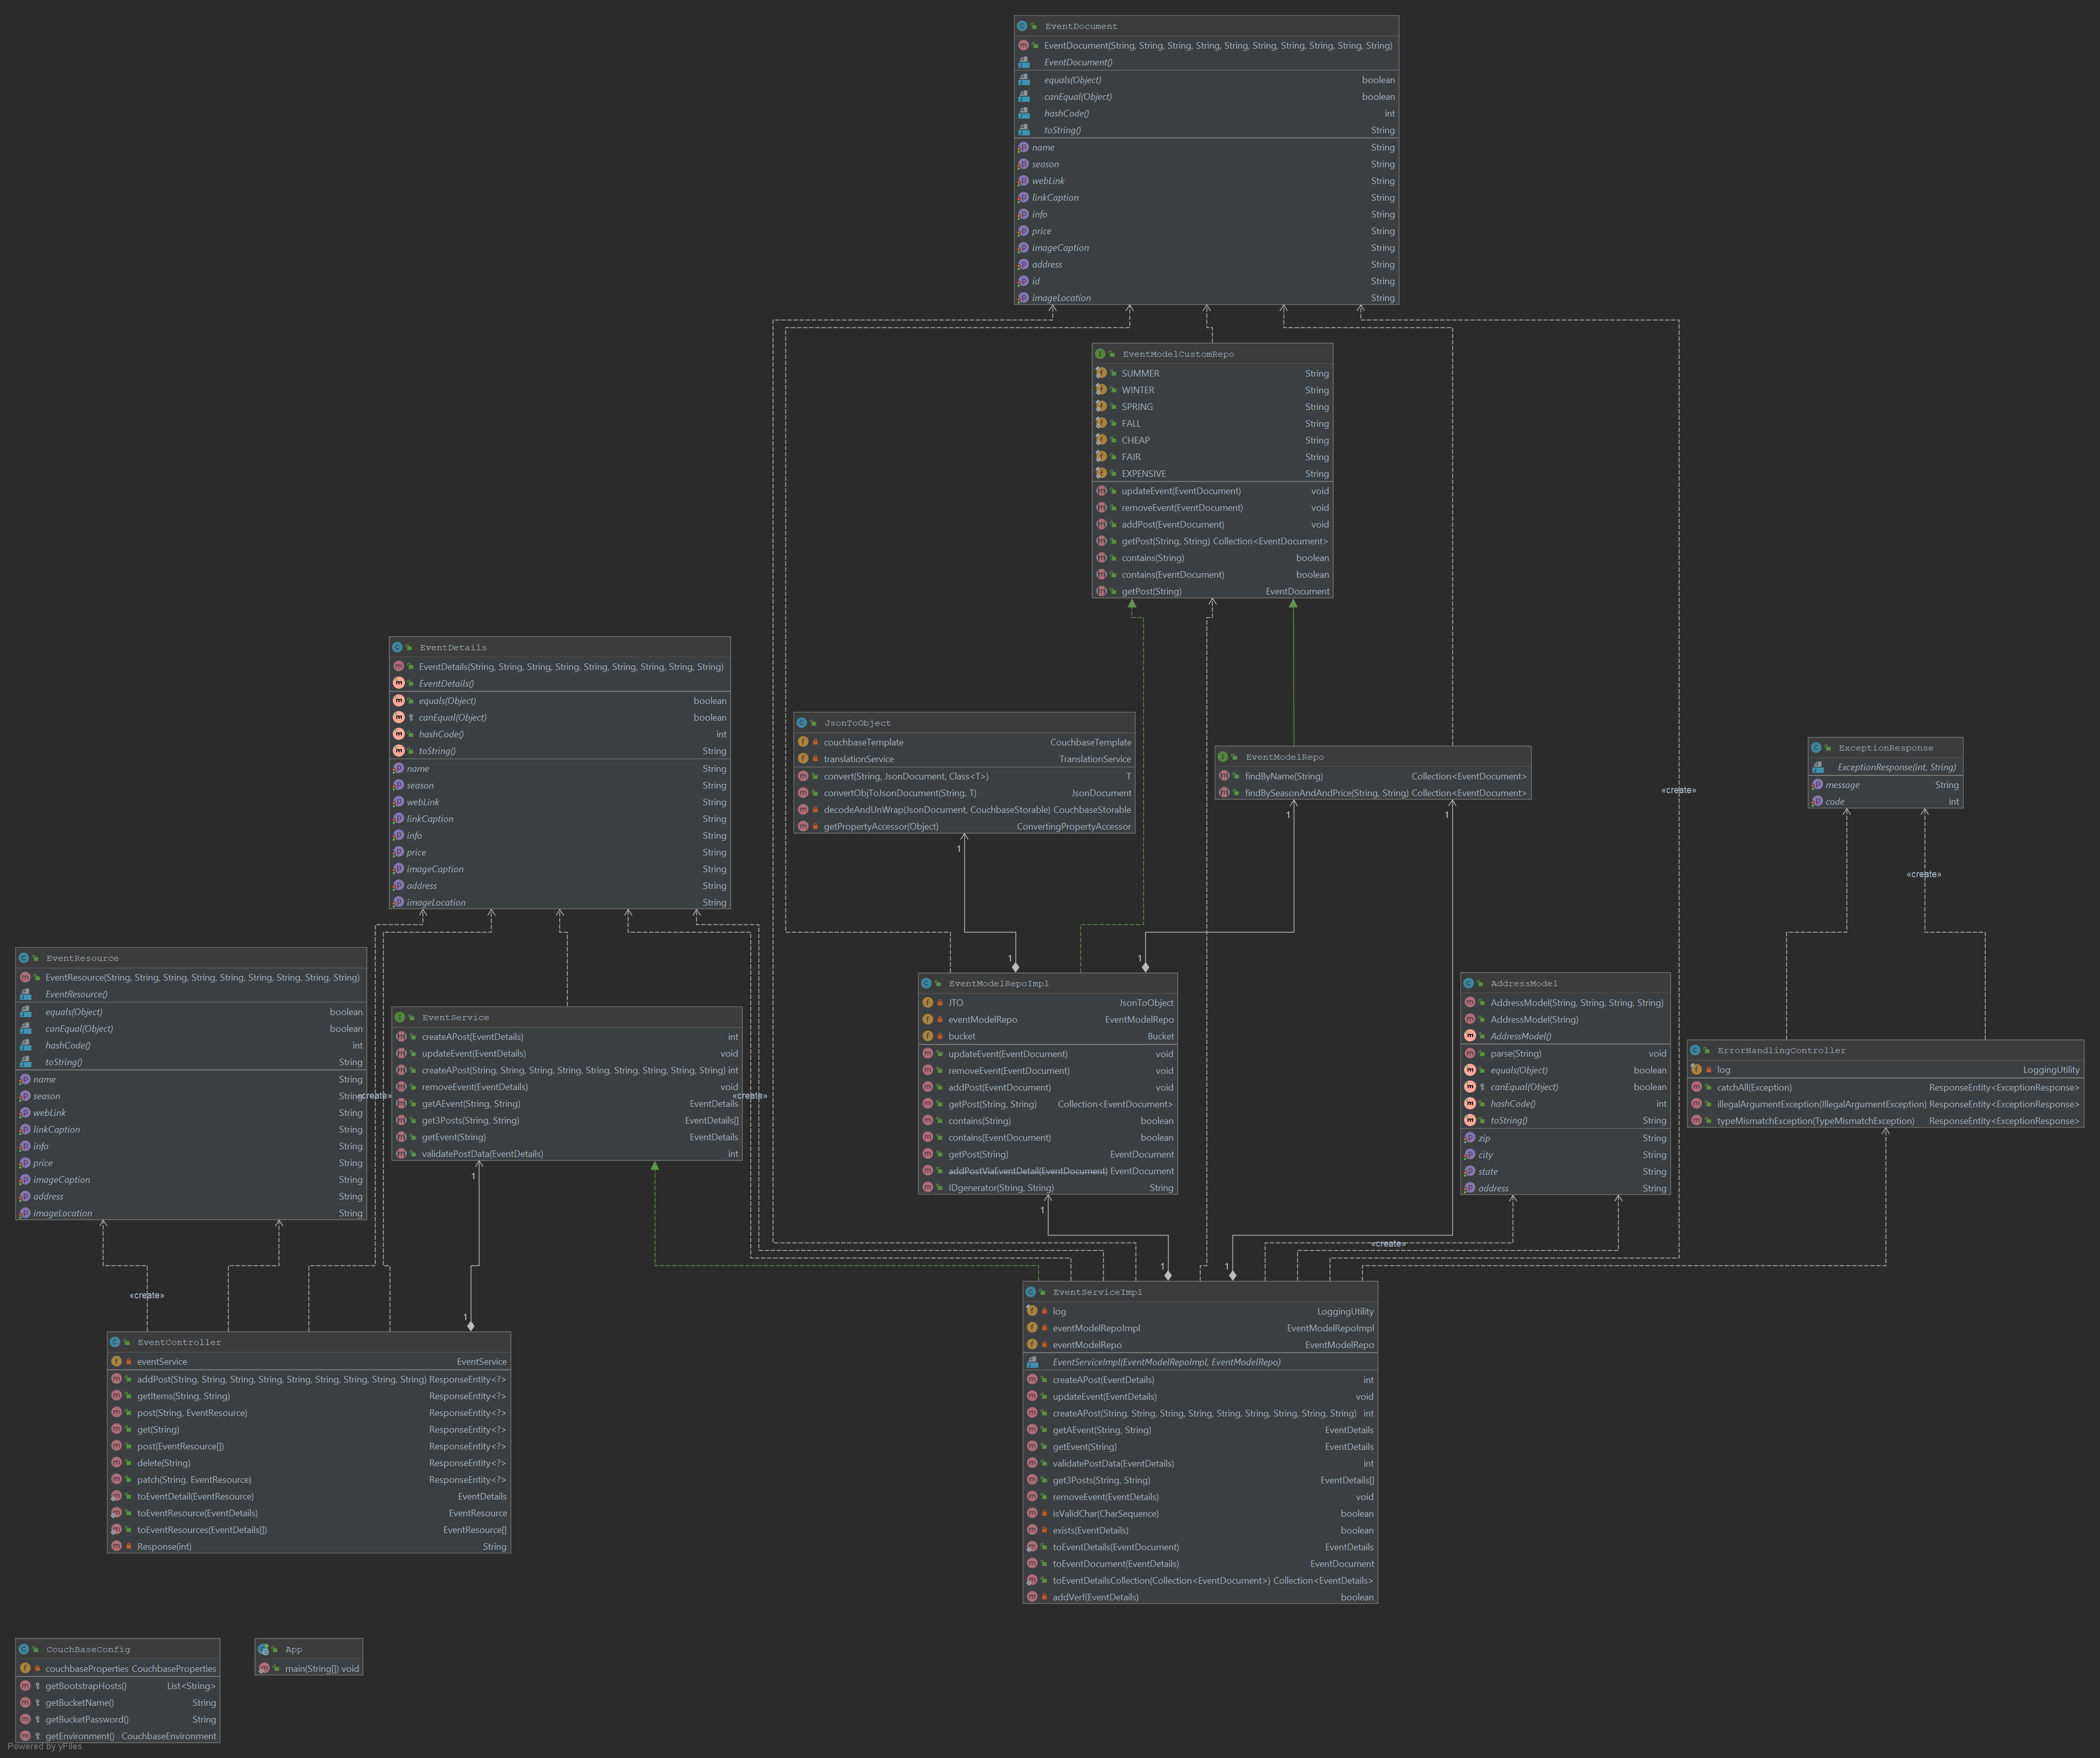 EventDocument
EventDocument(String, String, String, String, String, String, String, String, String, String)
EventDocument()
equals(Object) boolean
canEqual(Object) boolean
hashCode() int
toString() String
name String
season String
webLink String
linkCaption String
info String
price String
imageCaption String
address String
id String
imageLocation String
EventModelCustomRepo
SUMMER String
WINTER String
SPRING String
FALL String
CHEAP String
FAIR String
EXPENSIVE String
updateEvent(EventDocument) void
removeEvent(EventDocument) void
addPost(EventDocument) void
getPost(String, String) Collection<EventDocument>
contains(String) boolean
contains(EventDocument) boolean
getPost(String) EventDocument
EventDetails
EventDetails(String, String, String, String, String, String, String, String, String)
EventDetails()
equals(Object) boolean
canEqual(Object) boolean
hashCode() int
toString() String
name String
season String
webLink String
linkCaption String
info String
price String
imageCaption String
address String
imageLocation String
JsonToObject
couchbaseTemplate CouchbaseTemplate
translationService TranslationService
convert(String, JsonDocument, Class<T>) T
convertObjToJsonDocument(String, T) JsonDocument
decodeAndUnWrap(JsonDocument, CouchbaseStorable) CouchbaseStorable
getPropertyAccessor(Object) ConvertingPropertyAccessor
EventModelRepo
findByName(String) Collection<EventDocument>
findBySeasonAndAndPrice(String, String) Collection<EventDocument>
ExceptionResponse
ExceptionResponse(int, String)
message String
code int
«create»
«create»
1
1
1
EventResource
EventResource(String, String, String, String, String, String, String, String, String)
EventResource()
equals(Object) boolean
canEqual(Object) boolean
hashCode() int
toString() String
name String
season String
webLink String
linkCaption String
info String
price String
imageCaption String
address String
imageLocation String
«create»
EventService
createAPost(EventDetails) int
updateEvent(EventDetails) void
createAPost(String, String, String, String, String, String, String, String, String) int
removeEvent(EventDetails) void
getAEvent(String, String) EventDetails
get3Posts(String, String) EventDetails[]
getEvent(String) EventDetails
validatePostData(EventDetails) int
«create»
1
1
EventModelRepoImpl
JTO JsonToObject
eventModelRepo EventModelRepo
bucket Bucket
updateEvent(EventDocument) void
removeEvent(EventDocument) void
addPost(EventDocument) void
getPost(String, String) Collection<EventDocument>
contains(String) boolean
contains(EventDocument) boolean
getPost(String) EventDocument
addPostViaEventDetail(EventDocument) EventDocument
IDgenerator(String, String) String
AddressModel
AddressModel(String, String, String, String)
AddressModel(String)
AddressModel()
parse(String) void
equals(Object) boolean
canEqual(Object) boolean
hashCode() int
toString() String
zip String
city String
state String
address String
ErrorHandlingController
log LoggingUtility
catchAll(Exception) ResponseEntity<ExceptionResponse>
illegalArgumentException(IllegalArgumentException) ResponseEntity<ExceptionResponse>
typeMismatchException(TypeMismatchException) ResponseEntity<ExceptionResponse>
1
1
«create»
1
1
«create»
1
EventController
eventService EventService
addPost(String, String, String, String, String, String, String, String, String) ResponseEntity<?>
getItems(String, String) ResponseEntity<?>
post(String, EventResource) ResponseEntity<?>
get(String) ResponseEntity<?>
post(EventResource[]) ResponseEntity<?>
delete(String) ResponseEntity<?>
patch(String, EventResource) ResponseEntity<?>
toEventDetail(EventResource) EventDetails
toEventResource(EventDetails) EventResource
toEventResources(EventDetails[]) EventResource[]
Response(int) String
EventServiceImpl
log LoggingUtility
eventModelRepoImpl EventModelRepoImpl
eventModelRepo EventModelRepo
EventServiceImpl(EventModelRepoImpl, EventModelRepo)
createAPost(EventDetails) int
updateEvent(EventDetails) void
createAPost(String, String, String, String, String, String, String, String, String) int
getAEvent(String, String) EventDetails
getEvent(String) EventDetails
validatePostData(EventDetails) int
get3Posts(String, String) EventDetails[]
removeEvent(EventDetails) void
isValidChar(CharSequence) boolean
exists(EventDetails) boolean
toEventDetails(EventDocument) EventDetails
toEventDocument(EventDetails) EventDocument
toEventDetailsCollection(Collection<EventDocument>) Collection<EventDetails>
addVerf(EventDetails) boolean
CouchBaseConfig
couchbaseProperties CouchbaseProperties
getBootstrapHosts() List<String>
getBucketName() String
getBucketPassword() String
getEnvironment() CouchbaseEnvironment
App
main(String[]) void
Powered by yFiles